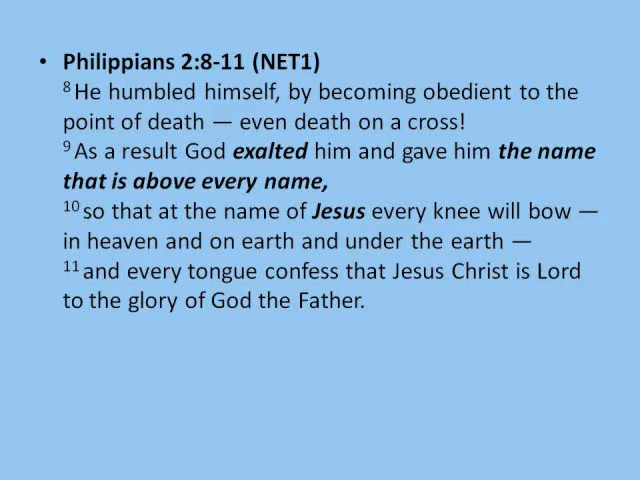 • Philippians 2:8-11 (NET1)
8 He humbled himself, by becoming obedient to the
point of death — even death on a cross!
9 As a result God exalted him and gave him the name
that is above every name,
10 so that at the name of Jesus every knee will bow —
in heaven and on earth and under the earth —
11 and every tongue confess that Jesus Christ is Lord
to the glory of God the Father.